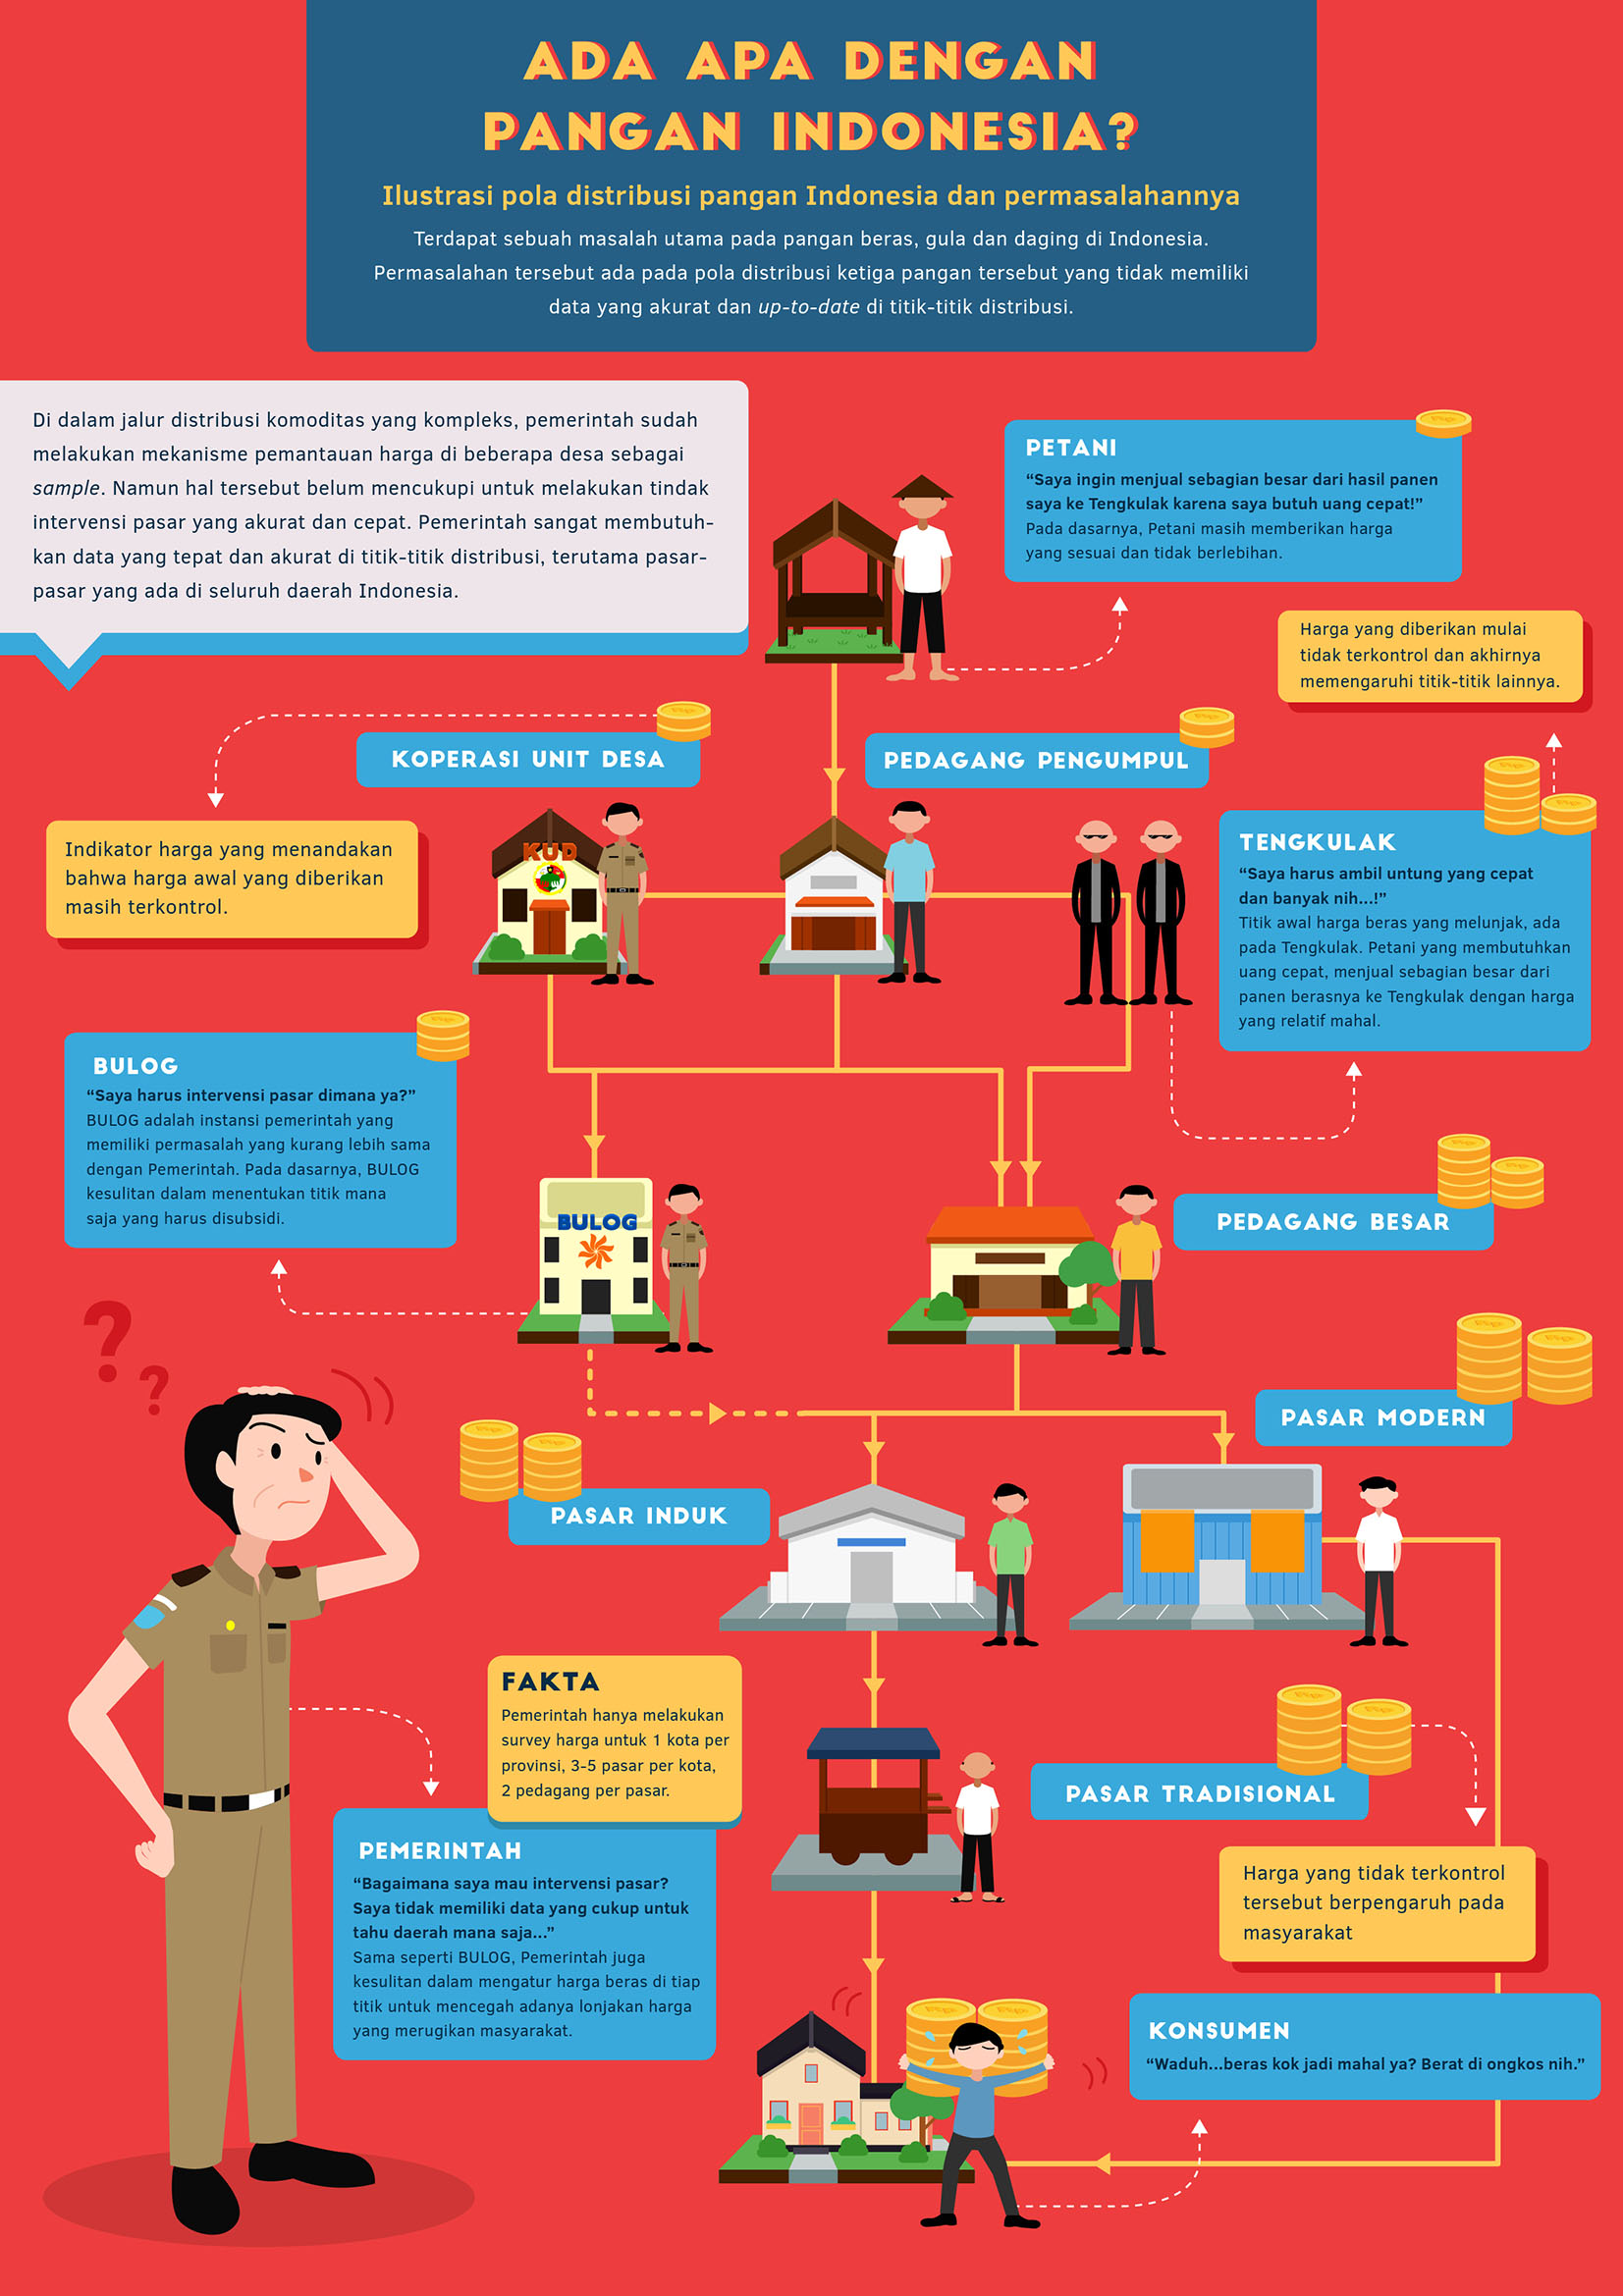 ADA APA DENGAN
PANGAN INDONESIA?
Ilustrasi pola distribusi pangan Indonesia dan permasalahannya
Terdapat sebuah masalah utama pada pangan beras, gula dan daging di Indonesia.
Permasalahan tersebut ada pada pola distribusi ketiga pangan tersebut yang tidak memiliki
data yang akurat dan up-to-date di titik-titik distribusi.
Di dalam jalur distribusi komoditas yang kompleks, pemerintah sudah
melakukan mekanisme pemantauan harga di beberapa desa sebagai
sample. Namun hal tersebut belum mencukupi untuk melakukan tindak
intervensi pasar yang akurat dan cepat. Pemerintah sangat membutuh-
kan data yang tepat dan akurat di titik-titik distribusi, terutama pasar-
pasar yang ada di seluruh daerah Indonesia.
PETANI
“Saya ingin menjual sebagian besar dari hasil panen
saya ke Tengkulak karena saya butuh uang cepat!”
Pada dasarnya, Petani masih memberikan harga
yang sesuai dan tidak berlebihan.
Harga yang diberikan mulai
tidak terkontrol dan akhirnya
memengaruhi titik-titik lainnya.
KOPERASI UNIT DESA
PEDAGANG PENGUMPUL
Indikator harga yang menandakan
bahwa harga awal yang diberikan
masih terkontrol.
KUD
TENGKULAK
“Saya harus ambil untung yang cepat
dan banyak nih...!”
Titik awal harga beras yang melunjak, ada
pada Tengkulak. Petani yang membutuhkan
uang cepat, menjual sebagian besar dari
panen berasnya ke Tengkulak dengan harga
yang relatif mahal.
BULOG
“Saya harus intervensi pasar dimana ya?”
BULOG adalah instansi pemerintah yang
memiliki permasalah yang kurang lebih sama
dengan Pemerintah. Pada dasarnya, BULOG
kesulitan dalam menentukan titik mana
saja yang harus disubsidi.
BULOG
PEDAGANG BESAR
? ?
PASAR MODERN
PASAR INDUK
FAKTA
Pemerintah hanya melakukan
survey harga untuk 1 kota per
provinsi, 3-5 pasar per kota,
2 pedagang per pasar.
PASAR TRADISIONAL
PEMERINTAH
“Bagaimana saya mau intervensi pasar?
Saya tidak memiliki data yang cukup untuk
tahu daerah mana saja...”
Sama seperti BULOG, Pemerintah juga
kesulitan dalam mengatur harga beras di tiap
titik untuk mencegah adanya lonjakan harga
yang merugikan masyarakat.
Harga yang tidak terkontrol
tersebut berpengaruh pada
masyarakat
KONSUMEN
“Waduh...beras kok jadi mahal ya? Berat di ongkos nih.”